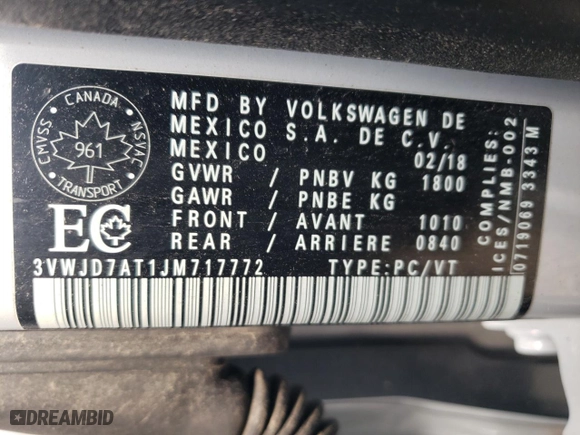 CANADA
CMVSS
NSVAC
961
TRANSPORT
EC
MFD BY VOLKSWAGEN DE
MEXICO S.A. DE C.V.
MEXICO 02/18
GVWR / PNBV KG 1800
GAWR / PNBE KG
FRONT / AVANT 1010
REAR / ARRIERE 0840
3VWJD7AT1JM717772 TYPE:PC/VT
COMPLIES:
ICES/NMB-002
0719069 3343 M
DREAMBID